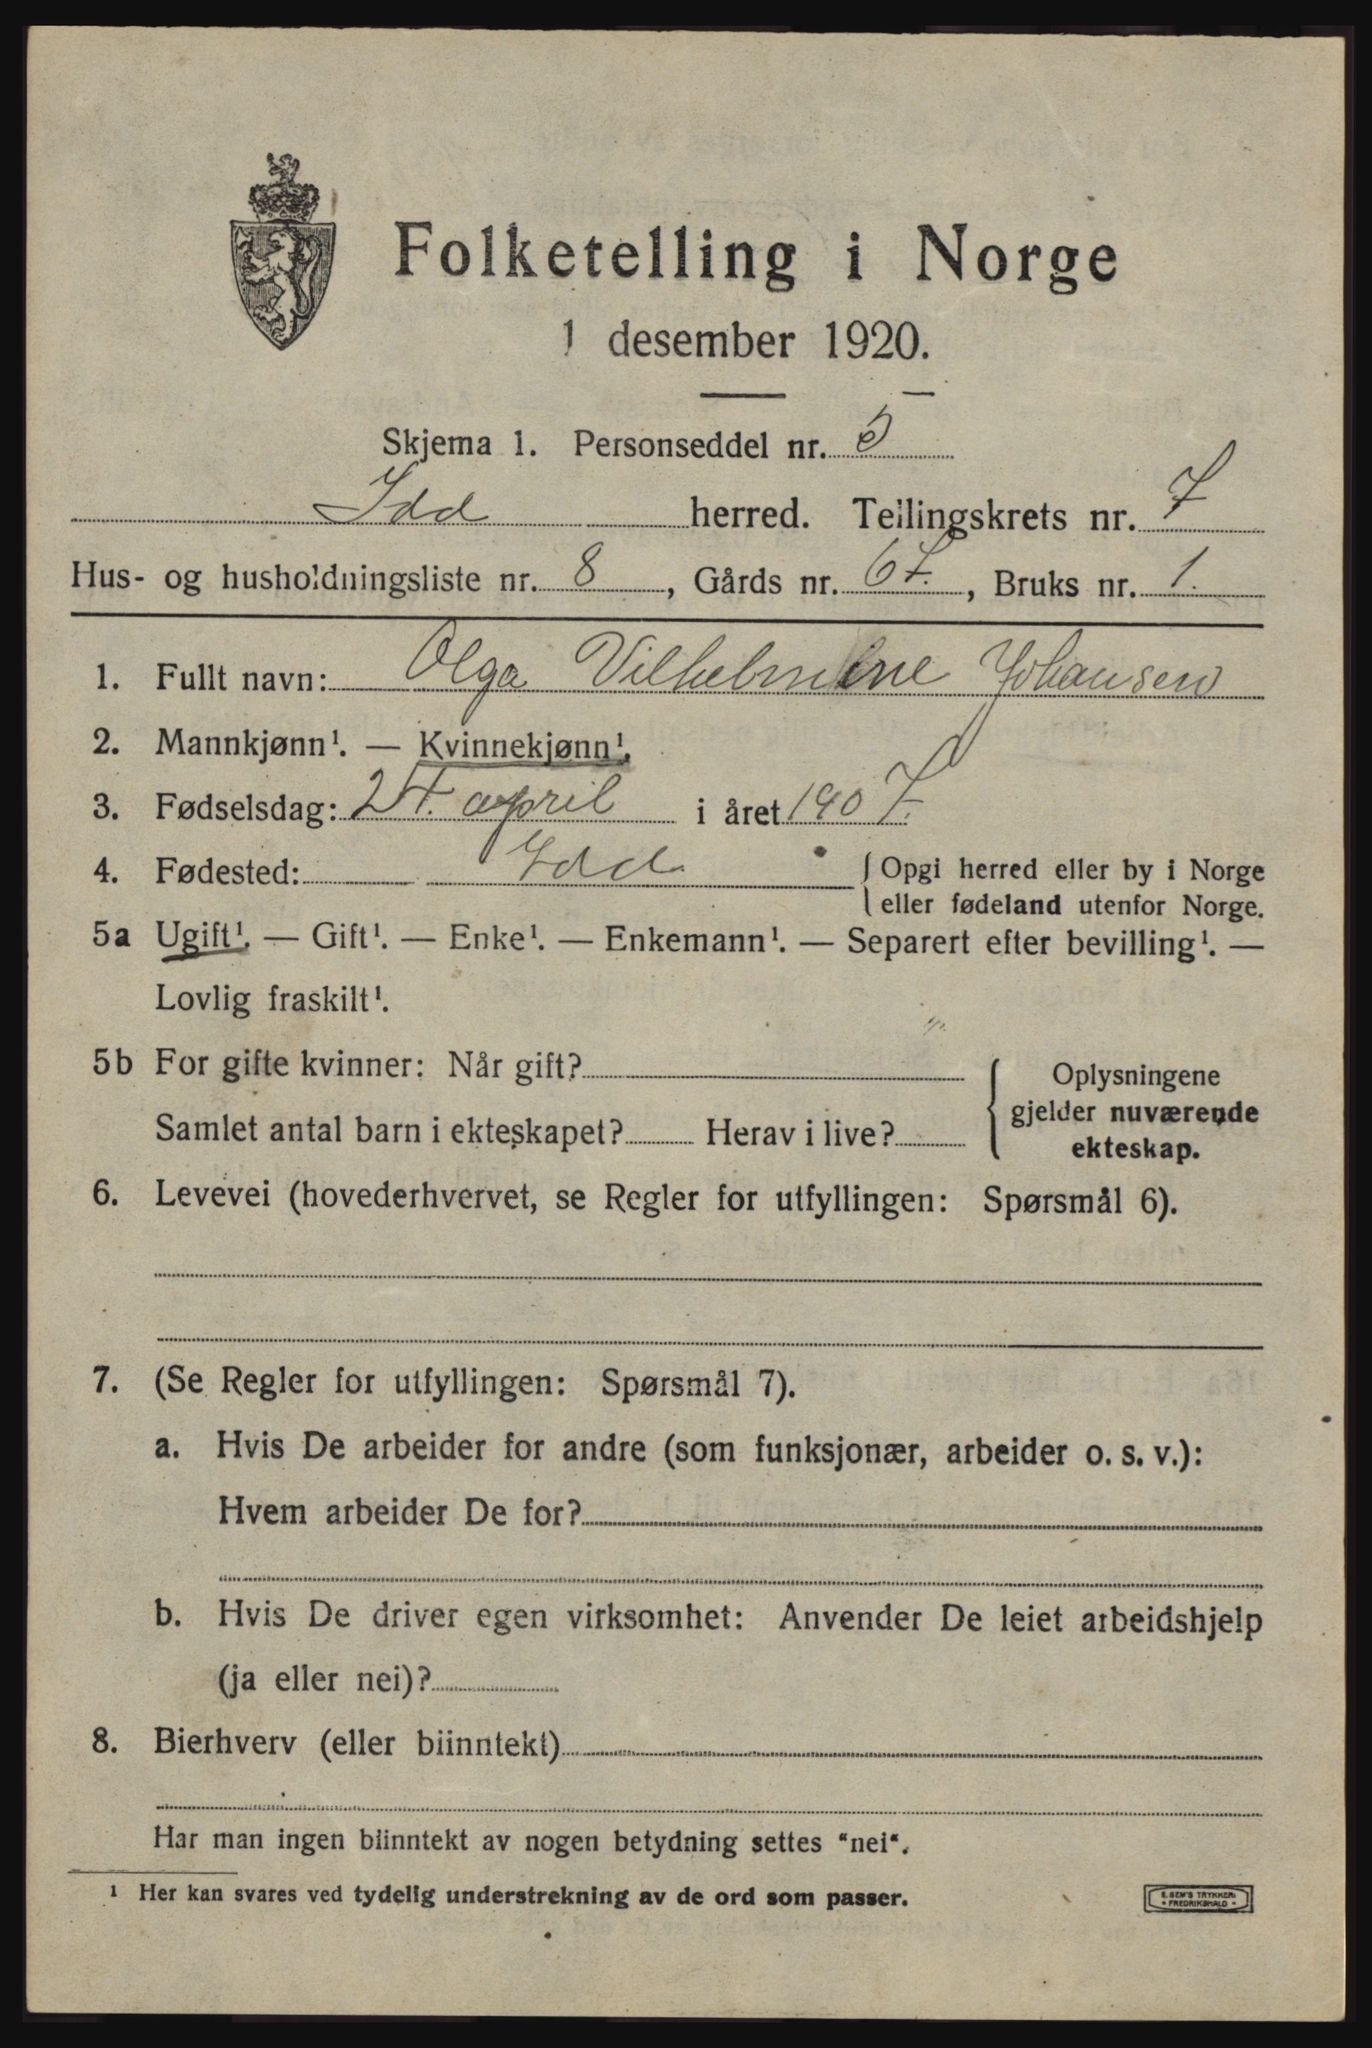 Folketelling i Norge
1 desember 1920.
Skjema 1. Personseddel nr. 5
Idd herred. Tellingskrets nr. 7
Hus- og husholdningsliste nr. 8, Gårds nr. 67., Bruks nr. 1.
1. Fullt navn: Olga Vilhelmine Johansen
2. Mannkjønn¹. — Kvinnekjønn¹.
3. Fødselsdag: 27. april i året 1907.
4. Fødested: Idd { Opgi herred eller by i Norge
eller fødeland utenfor Norge.
5a Ugift¹. — Gift¹. — Enke¹. — Enkemann¹. — Separert efter bevilling¹. —
Lovlig fraskilt¹.
5b For gifte kvinner: Når gift? { Oplysningene
gjelder nuværende
Samlet antal barn i ekteskapet? Herav i live?
ekteskap.
6. Levevei (hovederhvervet, se Regler for utfyllingen: Spørsmål 6).
7. (Se Regler for utfyllingen: Spørsmål 7).
a. Hvis De arbeider for andre (som funksjonær, arbeider o. s. v.):
Hvem arbeider De for?
b. Hvis De driver egen virksomhet: Anvender De leiet arbeidshjelp
(ja eller nei)?
8. Bierhverv (eller biinntekt)
Har man ingen biinntekt av nogen betydning settes "nei".
¹ Her kan svares ved tydelig understrekning av de ord som passer.
E. SEM'S TRYKKERI
• FREDRIKSHALD •